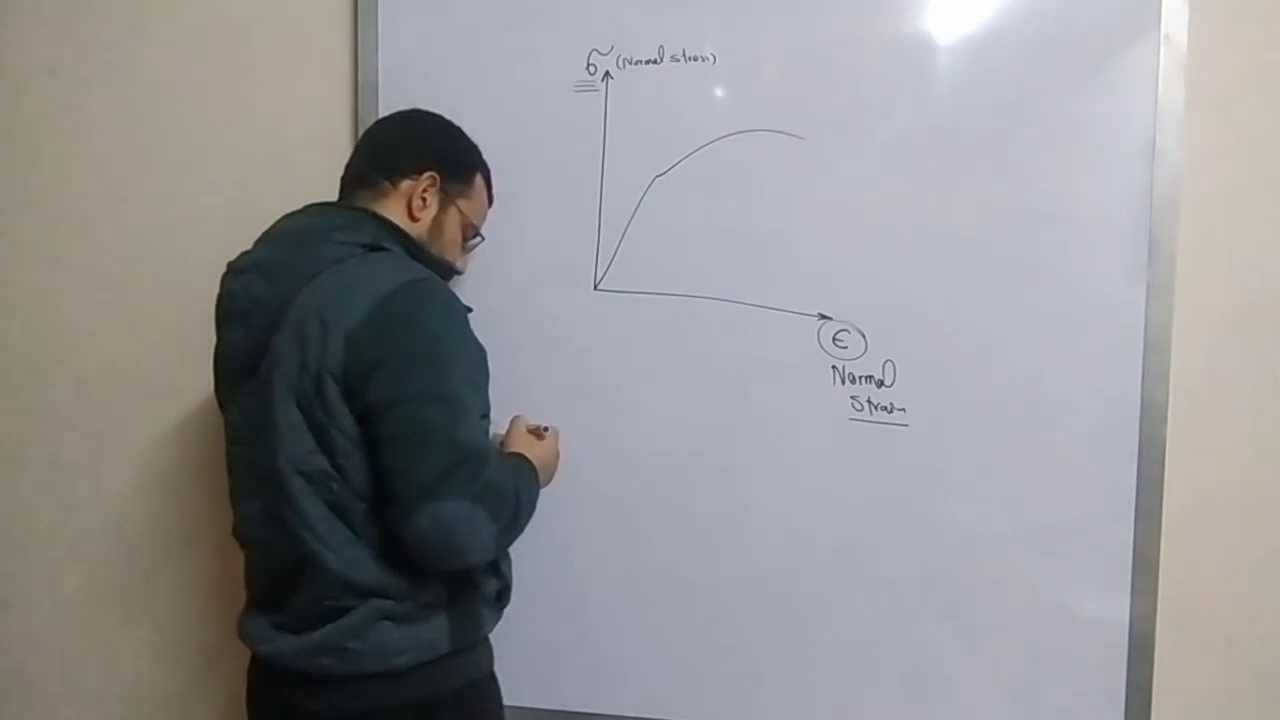 σ (Normal stress)
ϵ
Normal
Strain